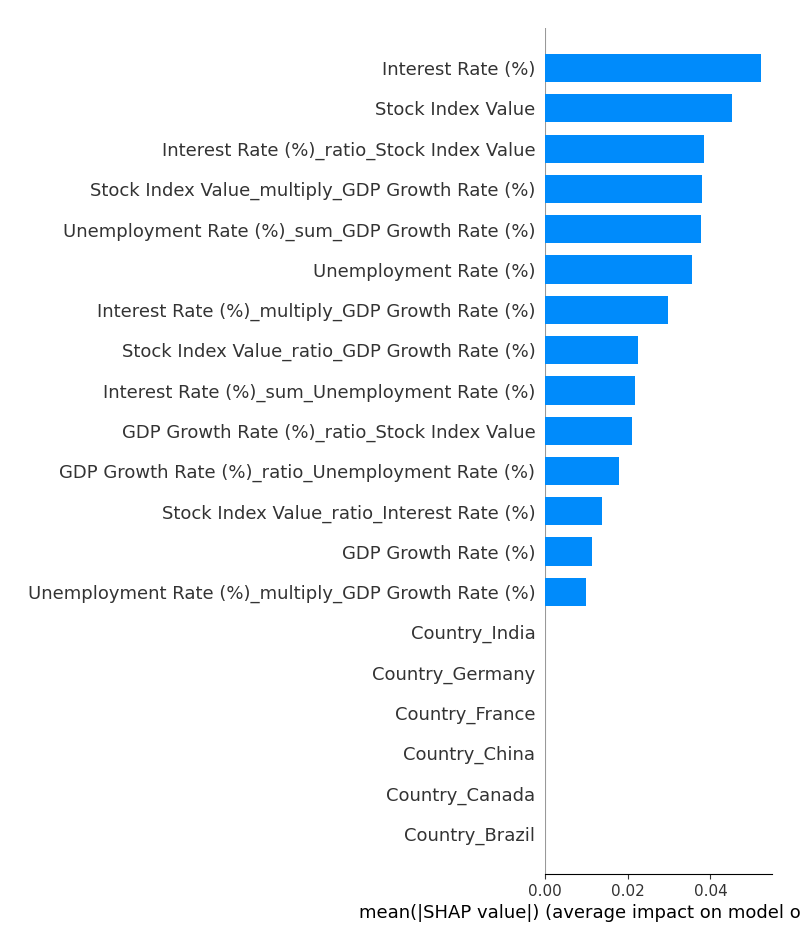 Interest Rate (%)
Stock Index Value
Interest Rate (%)_ratio_Stock Index Value
Stock Index Value_multiply_GDP Growth Rate (%)
Unemployment Rate (%)_sum_GDP Growth Rate (%)
Unemployment Rate (%)
Interest Rate (%)_multiply_GDP Growth Rate (%)
Stock Index Value_ratio_GDP Growth Rate (%)
Interest Rate (%)_sum_Unemployment Rate (%)
GDP Growth Rate (%)_ratio_Stock Index Value
GDP Growth Rate (%)_ratio_Unemployment Rate (%)
Stock Index Value_ratio_Interest Rate (%)
GDP Growth Rate (%)
Unemployment Rate (%)_multiply_GDP Growth Rate (%)
Country_India
Country_Germany
Country_France
Country_China
Country_Canada
Country_Brazil
0.00 0.02 0.04
mean(|SHAP value|) (average impact on model o